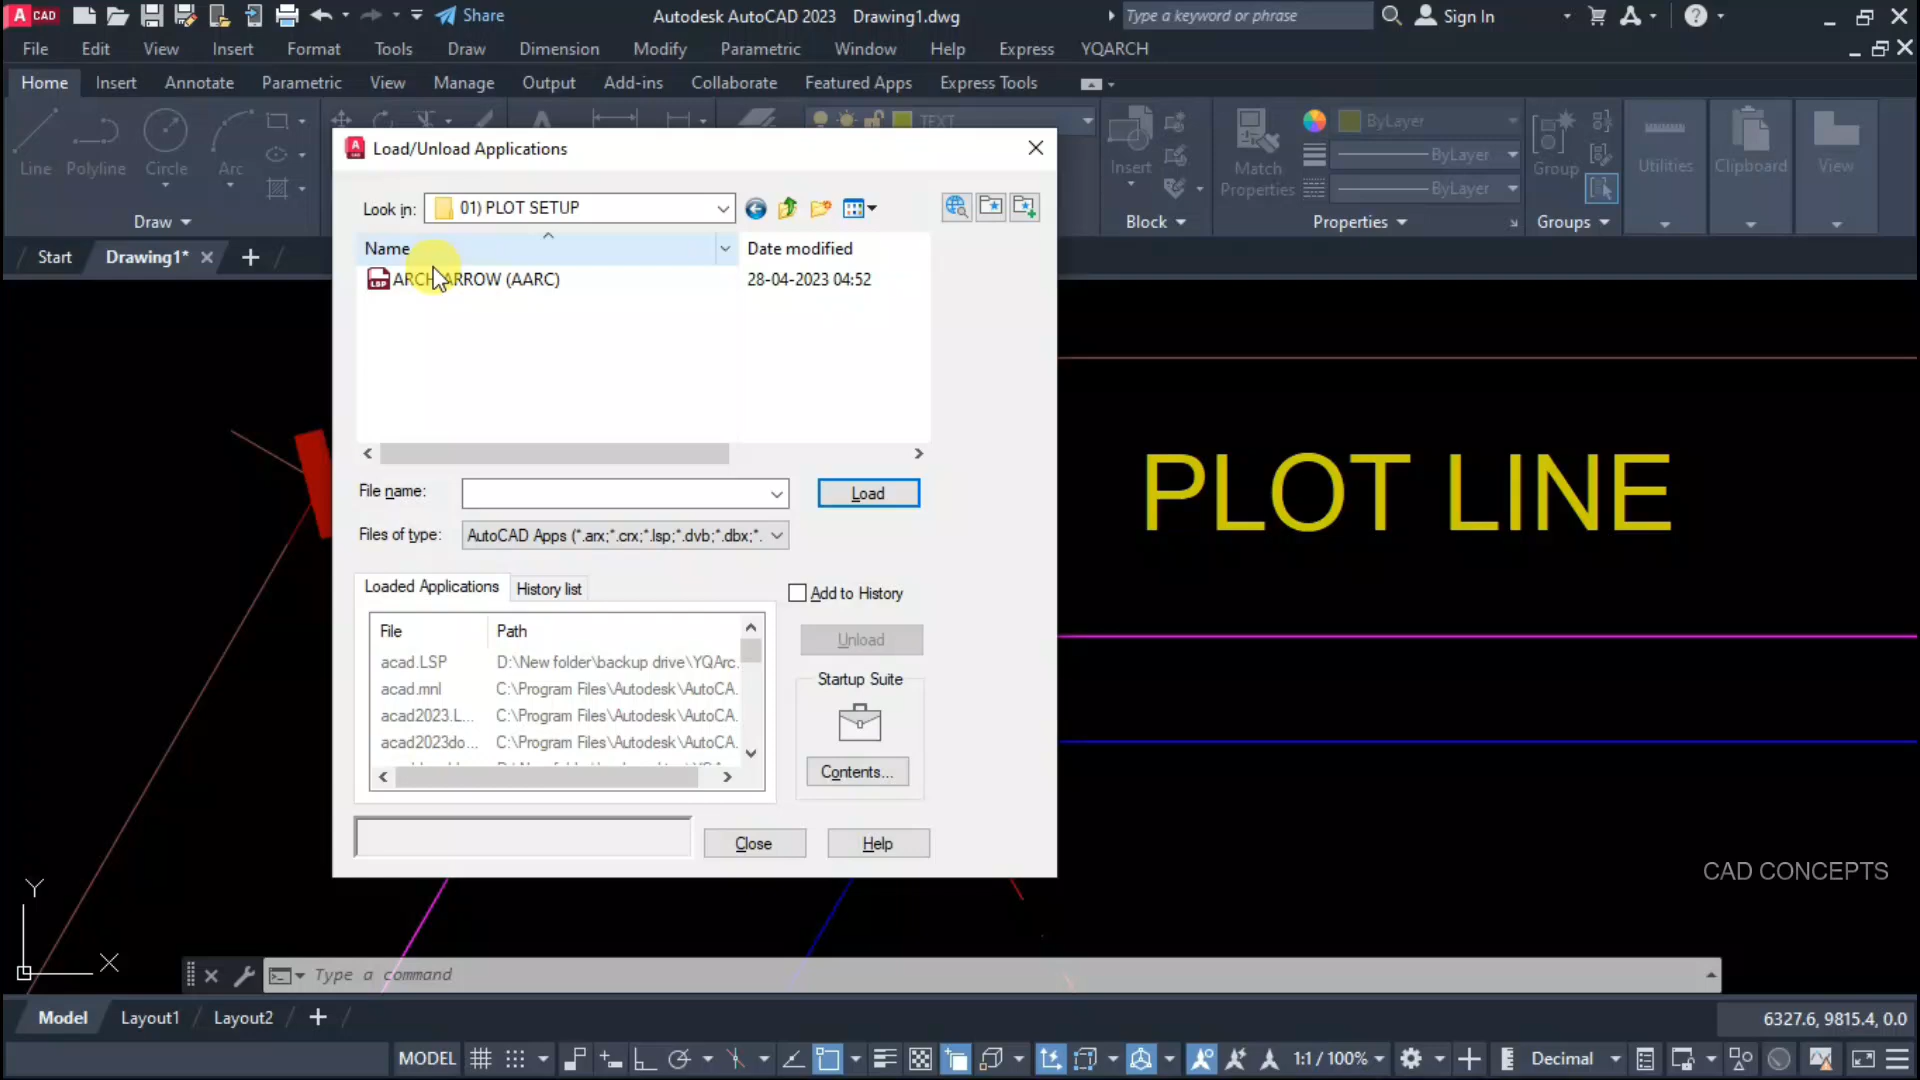 A CAD
Share
Autodesk AutoCAD 2023 Drawing1.dwg
Type a keyword or phrase
Sign In
File Edit View Insert Format Tools Draw Dimension Modify Parametric Window Help Express YQARCH
Home Insert Annotate Parametric View Manage Output Add-ins Collaborate Featured Apps Express Tools
TEXT
ByLayer
ByLayer
ByLayer
Line Polyline Circle Arc
Insert
Match
Properties
Group
Utilities
Clipboard
View
Draw
Block
Properties
Groups
Start
Drawing1*
Load/Unload Applications
Look in: 01) PLOT SETUP
Name Date modified
LSP ARCH ARROW (AARC) 28-04-2023 04:52
File name:
Load
Files of type: AutoCAD Apps (*.arx;*.crx;*.lsp;*.dvb;*.dbx;*.
Loaded Applications History list
Add to History
File Path
acad.LSP D:\New folder\backup drive\YQArc.
acad.mnl C:\Program Files\Autodesk\AutoCA.
acad2023.L... C:\Program Files\Autodesk\AutoCA.
acad2023do... C:\Program Files\Autodesk\AutoCA.
Unload
Startup Suite
Contents...
Close
Help
PLOT LINE
CAD CONCEPTS
Y
X
Type a command
Model Layout1 Layout2
6327.6, 9815.4, 0.0
MODEL
1:1 / 100%
Decimal